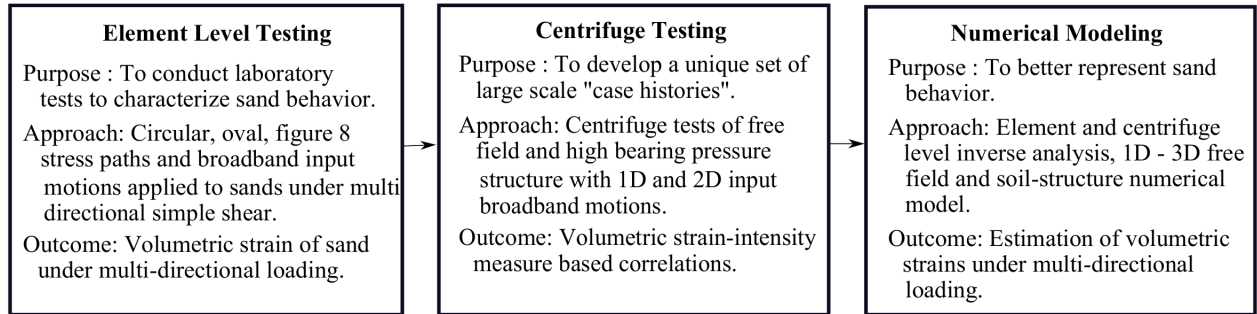 Element Level Testing
Purpose : To conduct laboratory
tests to characterize sand behavior.
Approach: Circular, oval, figure 8
stress paths and broadband input
motions applied to sands under multi
directional simple shear.
Outcome: Volumetric strain of sand
under multi-directional loading.
Centrifuge Testing
Purpose : To develop a unique set of
large scale "case histories".
Approach: Centrifuge tests of free
field and high bearing pressure
structure with 1D and 2D input
broadband motions.
Outcome: Volumetric strain-intensity
measure based correlations.
Numerical Modeling
Purpose : To better represent sand
behavior.
Approach: Element and centrifuge
level inverse analysis, 1D - 3D free
field and soil-structure numerical
model.
Outcome: Estimation of volumetric
strains under multi-directional
loading.